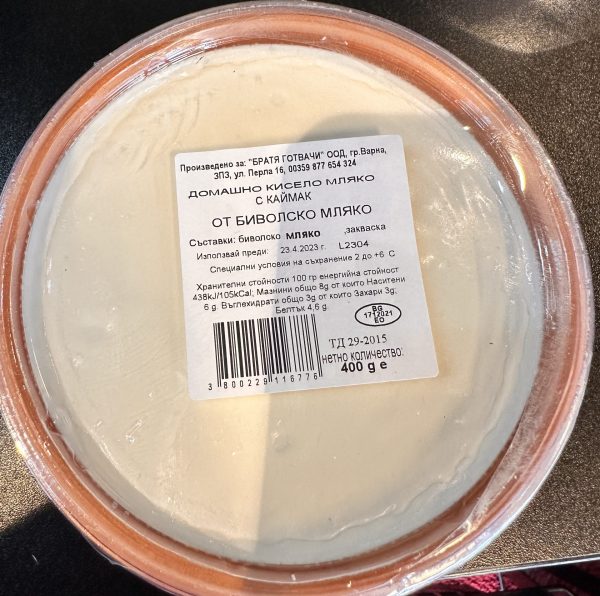 Произведено за: "БРАТЯ ГОТВАЧИ" ООД, гр.Варна,
ЗПЗ, ул. Перла 16, 00359 877 654 324
ДОМАШНО КИСЕЛО МЛЯКО
С КАЙМАК
ОТ БИВОЛСКО МЛЯКО
Съставки: биволско мляко ,закваска
Използвай преди: 23.4.2023 г. L2304
Специални условия на съхранение 2 до +6 С
Хранителни стойности 100 гр енергийна стойност
438kJ/105kCal; Мазнини общо 8g от които Наситени
6 g. Въглехидрати общо 3g от които Захари 3g;
Белтък 4,6 g.
BG
1712021
EO
ТД 29-2015
нетно количество:
400 g e
3 800229 116776